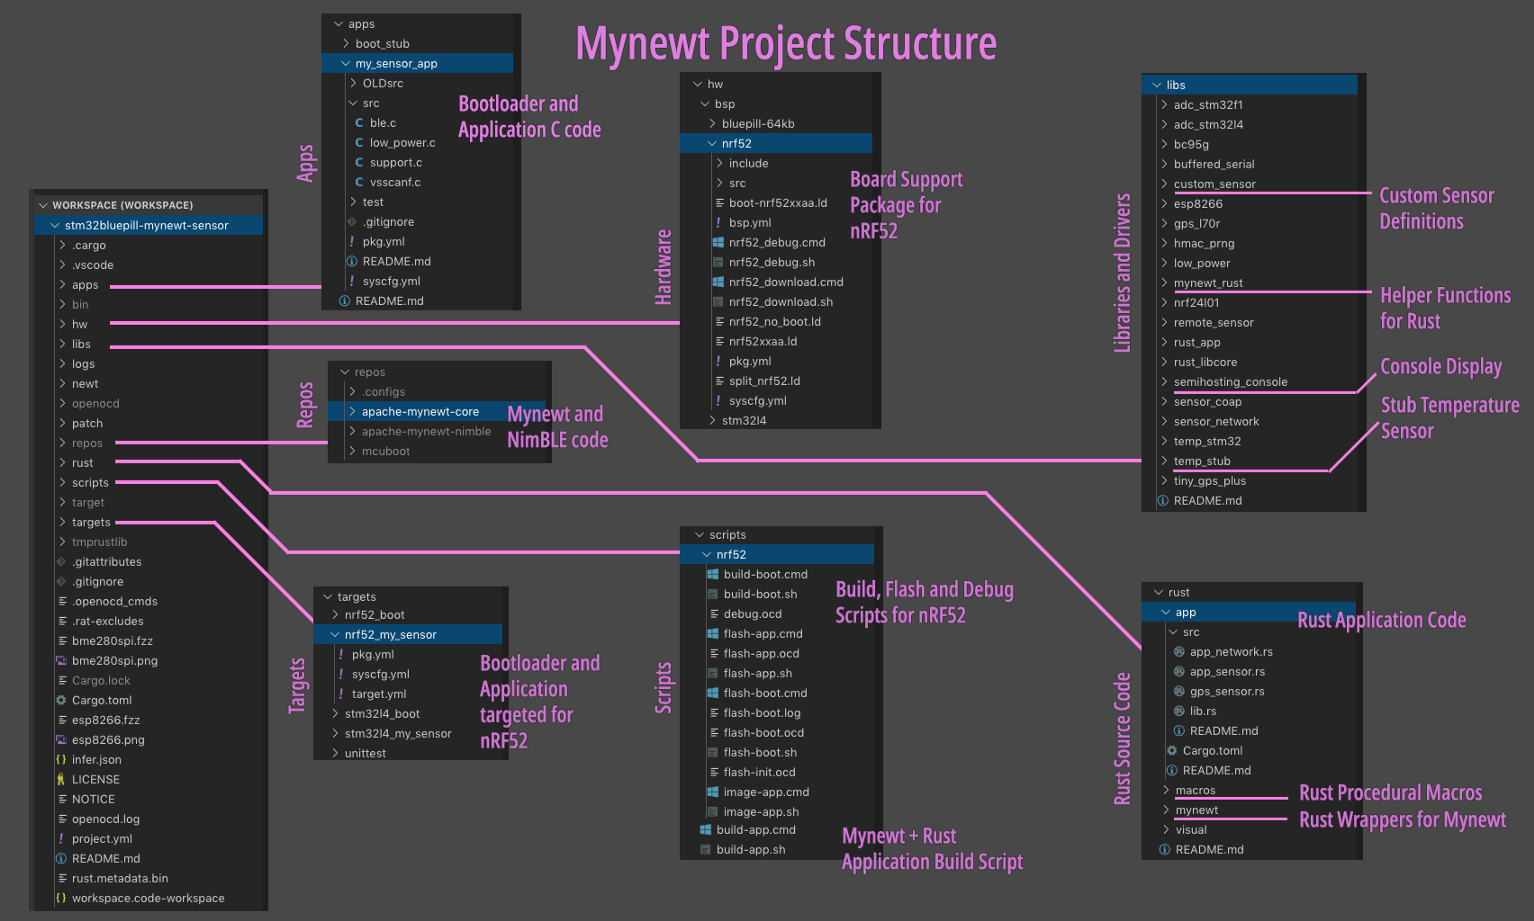 Mynewt Project Structure
WORKSPACE (WORKSPACE)
stm32bluepill-mynewt-sensor
.cargo
.vscode
apps
bin
hw
libs
logs
newt
openocd
patch
repos
rust
scripts
target
targets
tmprustlib
.gitattributes
.gitignore
.openocd_cmds
.rat-excludes
bme280spi.fzz
bme280spi.png
Cargo.lock
Cargo.toml
esp8266.fzz
esp8266.png
infer.json
LICENSE
NOTICE
openocd.log
project.yml
README.md
rust.metadata.bin
workspace.code-workspace
Apps
apps
boot_stub
my_sensor_app
OLDsrc
src
ble.c
low_power.c
support.c
vsscanf.c
test
.gitignore
pkg.yml
README.md
syscfg.yml
README.md
Bootloader and
Application C code
Repos
repos
.configs
apache-mynewt-core
apache-mynewt-nimble
mcuboot
Mynewt and
NimBLE code
Targets
targets
nrf52_boot
nrf52_my_sensor
pkg.yml
syscfg.yml
target.yml
stm32l4_boot
stm32l4_my_sensor
unittest
Bootloader and
Application
targeted for
nRF52
Hardware
hw
bsp
bluepill-64kb
nrf52
include
src
boot-nrf52xxaa.ld
bsp.yml
nrf52_debug.cmd
nrf52_debug.sh
nrf52_download.cmd
nrf52_download.sh
nrf52_no_boot.ld
nrf52xxaa.ld
pkg.yml
split_nrf52.ld
syscfg.yml
stm32l4
Board Support
Package for
nRF52
Scripts
scripts
nrf52
build-boot.cmd
build-boot.sh
debug.ocd
flash-app.cmd
flash-app.ocd
flash-app.sh
flash-boot.cmd
flash-boot.log
flash-boot.ocd
flash-boot.sh
flash-init.ocd
image-app.cmd
image-app.sh
build-app.cmd
build-app.sh
Build, Flash and Debug
Scripts for nRF52
Mynewt + Rust
Application Build Script
Libraries and Drivers
libs
adc_stm32f1
adc_stm32l4
bc95g
buffered_serial
custom_sensor
esp8266
gps_l70r
hmac_prng
low_power
mynewt_rust
nrf24l01
remote_sensor
rust_app
rust_libcore
semihosting_console
sensor_coap
sensor_network
temp_stm32
temp_stub
tiny_gps_plus
README.md
Custom Sensor
Definitions
Helper Functions
for Rust
Console Display
Stub Temperature
Sensor
Rust Source Code
rust
app
src
app_network.rs
app_sensor.rs
gps_sensor.rs
lib.rs
README.md
Cargo.toml
README.md
macros
mynewt
visual
README.md
Rust Application Code
Rust Procedural Macros
Rust Wrappers for Mynewt